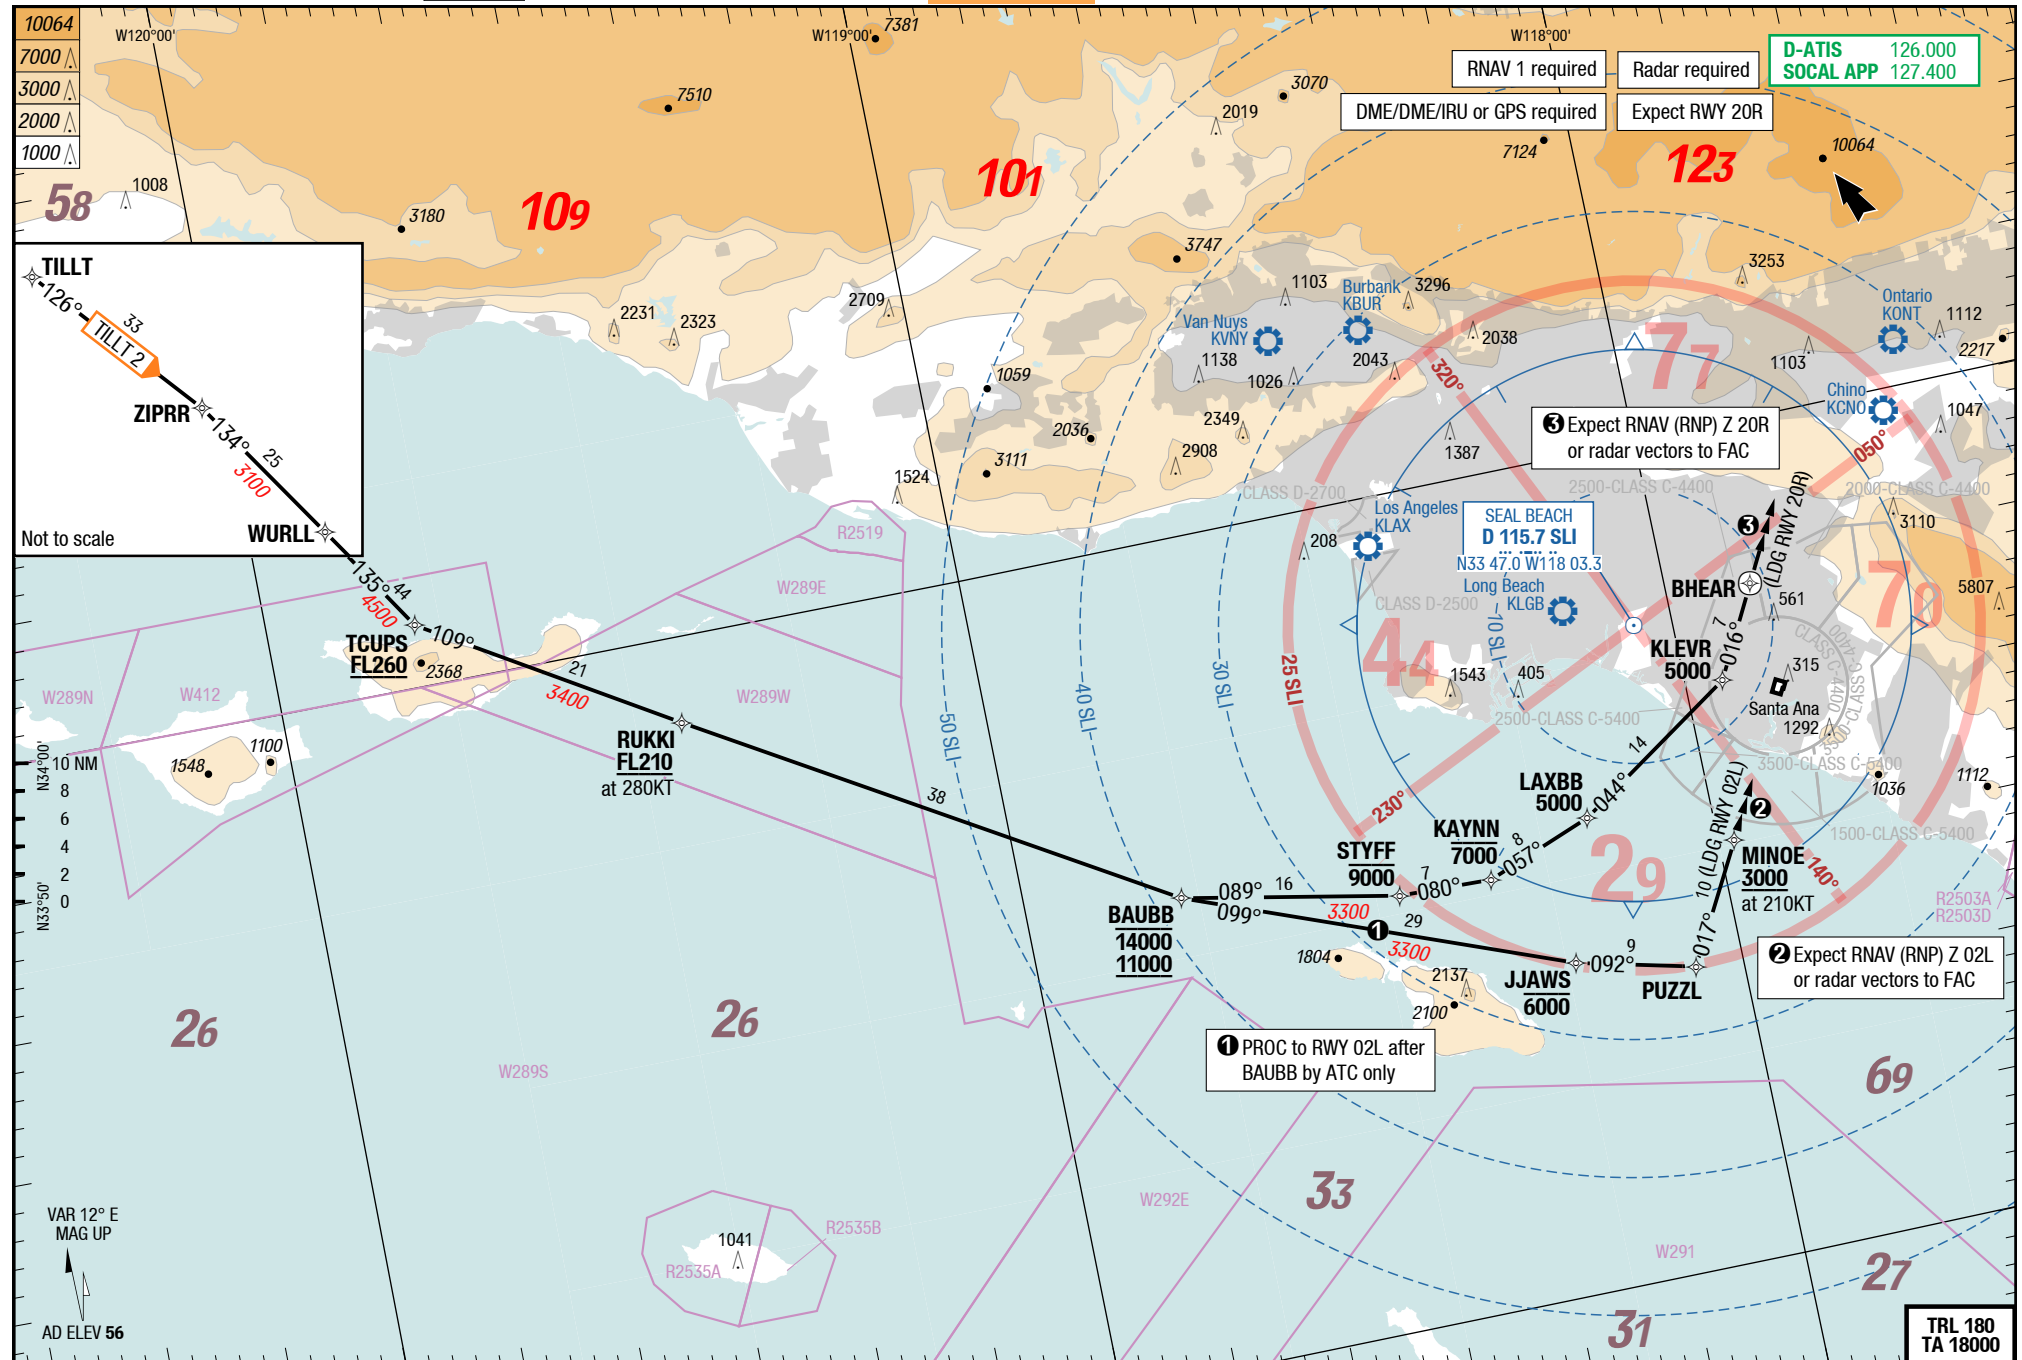 10064
7000
3000
2000
1000
W120°00'
W119°00'
W118°00'
7381
7510
3070
2019
7124
10064
RNAV 1 required
Radar required
DME/DME/IRU or GPS required
Expect RWY 20R
D-ATIS 126.000
SOCAL APP 127.400
58
1008
3180
109
101
123
3747
TILLT
126°
33
TILLT 2
ZIPRR
134°
25
3100
WURLL
Not to scale
135°
44
4500
TCUPS
FL260
2368
109°
21
3400
RUKKI
FL210
at 280KT
38
2231
2323
2709
1059
2036
3111
1524
1103
Burbank
KBUR
3296
Van Nuys
KVNY
1138
1026
2043
2038
2349
2908
3253
Ontario
KONT
1112
2217
1103
Chino
KCNO
1047
320°
77
050°
1387
3 Expect RNAV (RNP) Z 20R
or radar vectors to FAC
CLASS D-2700
2500-CLASS C-4400
2000-CLASS C-4400
3110
Los Angeles
KLAX
208
SEAL BEACH
D 115.7 SLI
N33 47.0 W118 03.3
Long Beach
KLGB
CLASS D-2500
10 SLI
44
25 SLI
30 SLI
40 SLI
50 SLI
1543
405
2500-CLASS C-5400
3
(LDG RWY 20R)
BHEAR
561
70
5807
7
016°
KLEVR
5000
315
Santa Ana
1292
CLASS C-4400
3500-CLASS C-5400
1036
1112
1500-CLASS C-5400
R2519
W289E
W289W
W289N
W412
1548
1100
N34°00'
10 NM
8
6
4
2
0
N33°50'
14
044°
LAXBB
5000
8
057°
KAYNN
7000
7
080°
STYFF
9000
230°
089°
16
099°
BAUBB
14000
11000
3300
29
1
3300
1804
2137
2100
JJAWS
6000
9
092°
PUZZL
017°
10 (LDG RWY 02L)
2
MINOE
3000
at 210KT
29
140°
R2503A
R2503D
2 Expect RNAV (RNP) Z 02L
or radar vectors to FAC
1 PROC to RWY 02L after
BAUBB by ATC only
26
26
W289S
69
33
W292E
W291
27
31
VAR 12° E
MAG UP
AD ELEV 56
1041
R2535A
R2535B
TRL 180
TA 18000